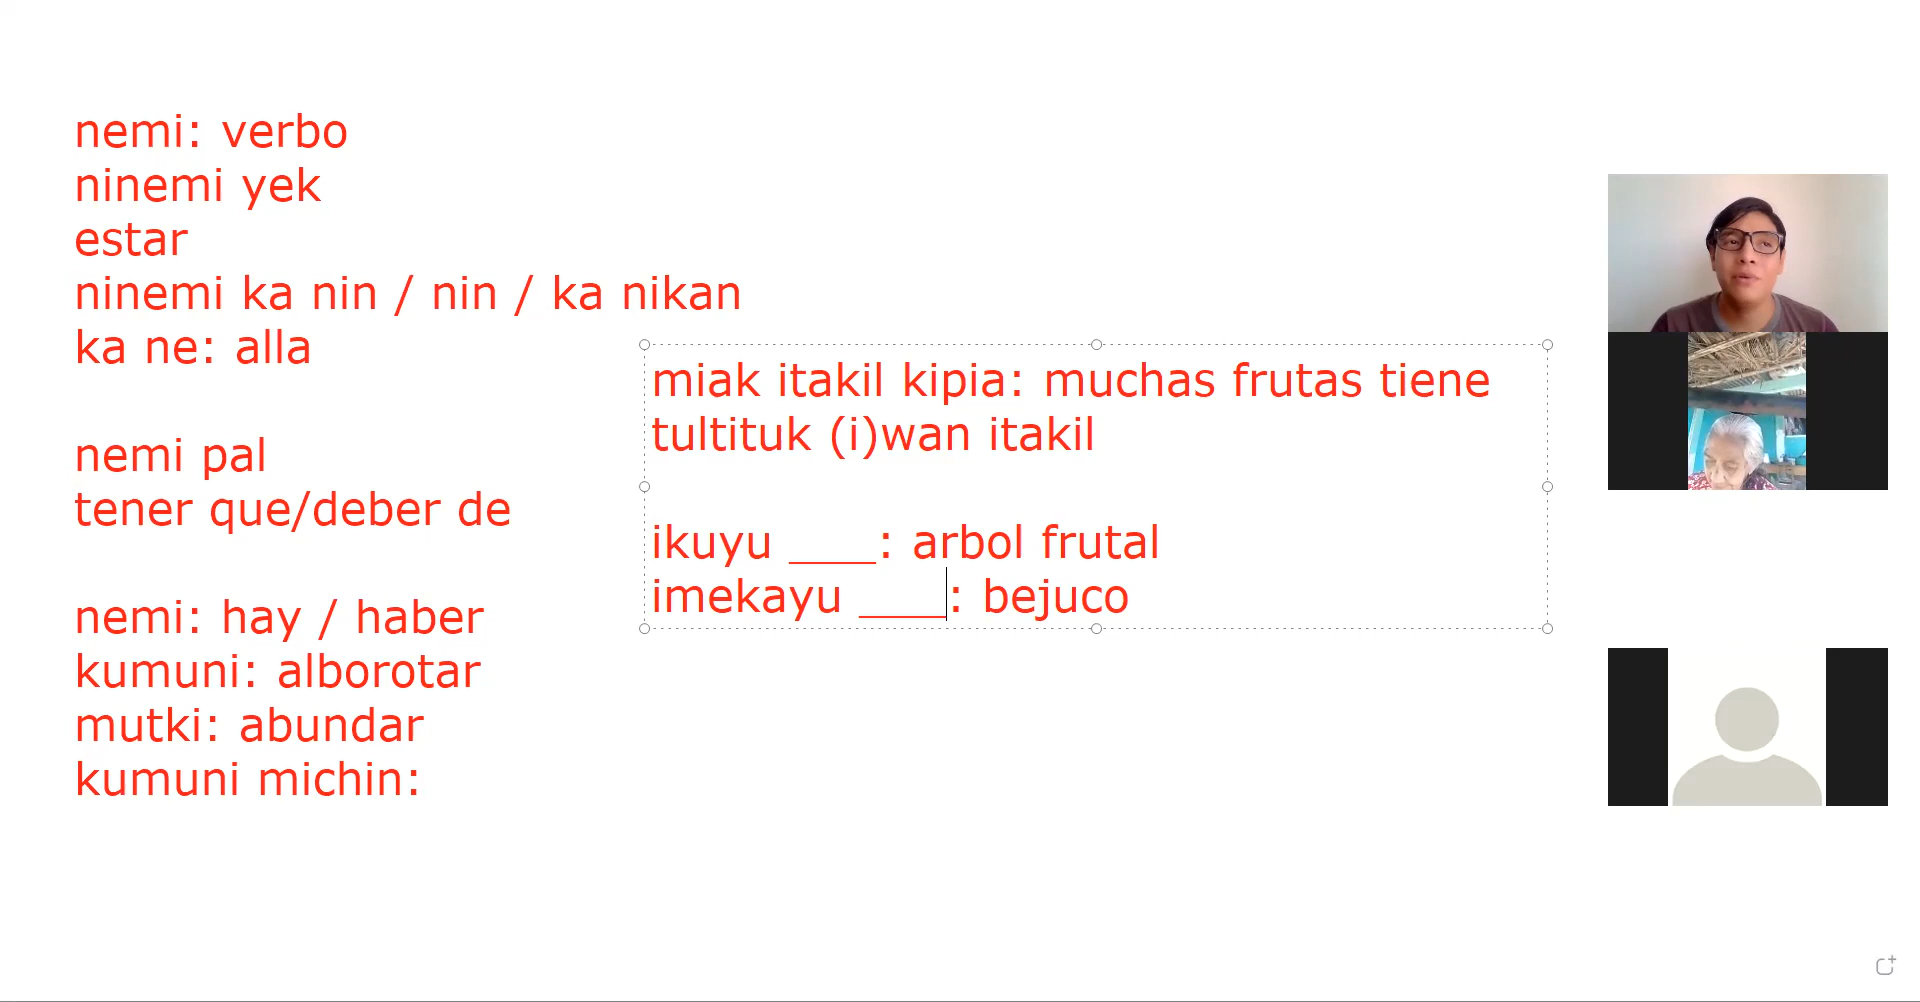 nemi: verbo
ninemi yek
estar
ninemi ka nin / nin / ka nikan
ka ne: alla
nemi pal
tener que/deber de
nemi: hay / haber
kumuni: alborotar
mutki: abundar
kumuni michin:
miak itakil kipia: muchas frutas tiene
tultituk (i)wan itakil
ikuyu ____: arbol frutal
imekayu ____: bejuco